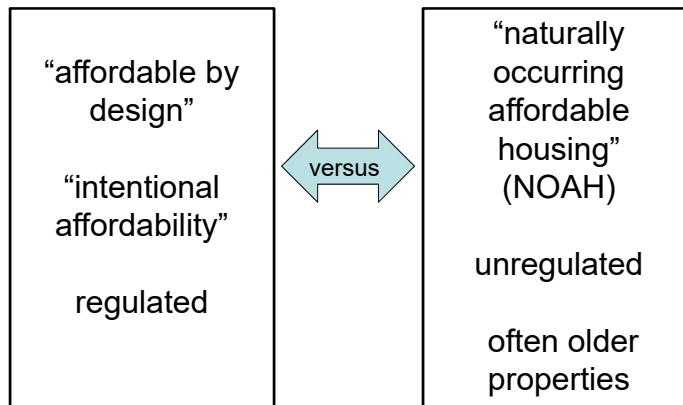 “affordable by
design”
“intentional
affordability”
regulated
versus
“naturally
occurring
affordable
housing”
(NOAH)
unregulated
often older
properties